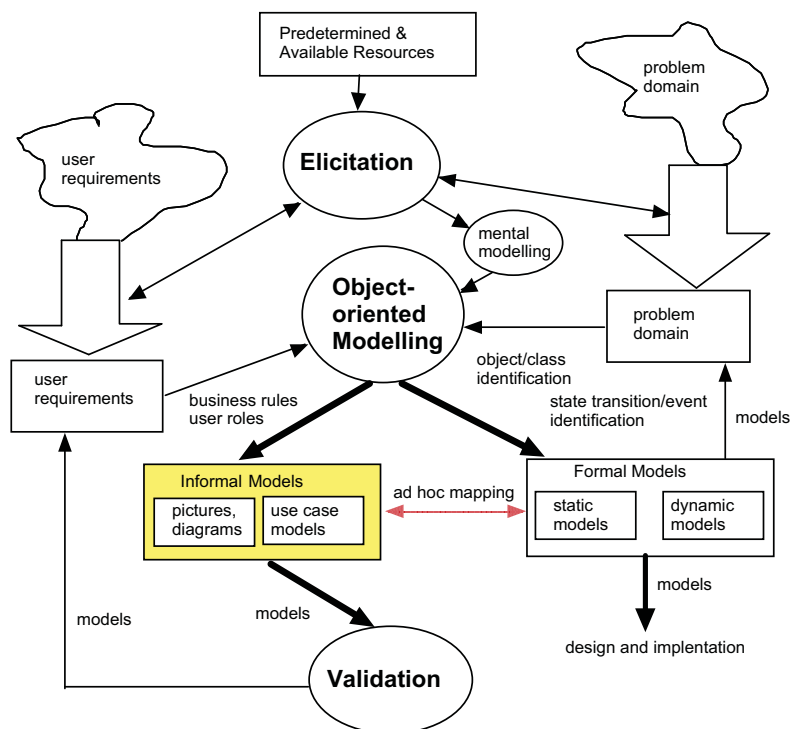 Predetermined &
Available Resources
problem
domain
user
requirements
Elicitation
mental
modelling
Object-
oriented
Modelling
problem
domain
object/class
identification
user
requirements
business rules
user roles
state transition/event
identification
models
Informal Models
pictures,
diagrams
use case
models
ad hoc mapping
Formal Models
static
models
dynamic
models
models
models
models
design and implentation
Validation